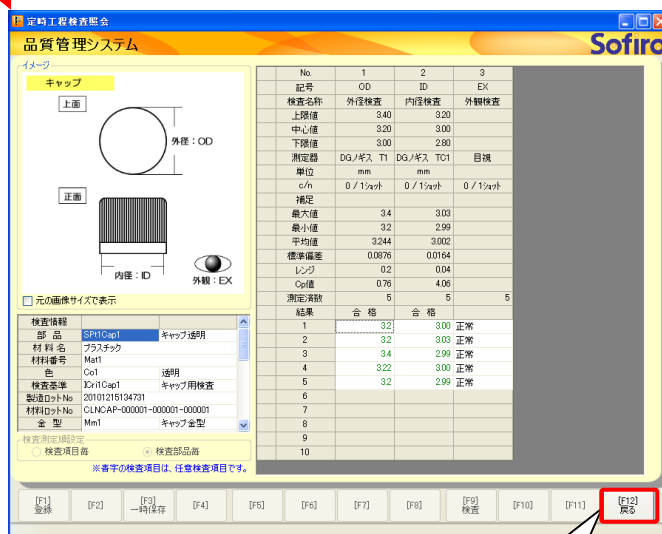 定時工程検査照会
品質管理システム
Sofiro
イメージ
キャップ
上面
外径：OD
正面
内径：ID
外観：EX
元の画像サイズで表示
検査情報
部 品 SPt1Cap1 キャップ透明
材 料 名 プラスチック
材料番号 Mat1
色 Co1 透明
検査基準 ICri1Cap1 キャップ用検査
製造ロットNo 20101215134731
材料ロットNo CLNCAP-000001-000001-000001
金 型 Mm1 キャップ金型
検査測定順設定
検査項目毎 検査部品毎
※青字の検査項目は、任意検査項目です。
No. 1 2 3
記号 OD ID EX
検査名称 外径検査 内径検査 外観検査
上限値 3.40 3.20
中心値 3.20 3.00
下限値 3.00 2.80
測定器 DGノギス T1 DGノギス TC1 目視
単位 mm mm
c/n 0 / 1ショット 0 / 1ショット 0 / 1ショット
補足
最大値 3.4 3.03
最小値 3.2 2.99
平均値 3.244 3.002
標準偏差 0.0876 0.0164
レンジ 0.2 0.04
Cp値 0.76 4.06
測定済数 5 5 5
結果 合 格 合 格
1 3.2 3.00 正常
2 3.2 3.03 正常
3 3.4 2.99 正常
4 3.22 3.00 正常
5 3.2 2.99 正常
6
7
8
9
10
[F1] 登録 [F2] [F3] 一時保存 [F4] [F5] [F6] [F7] [F8] [F9] 検査 [F10] [F11] [F12] 戻る